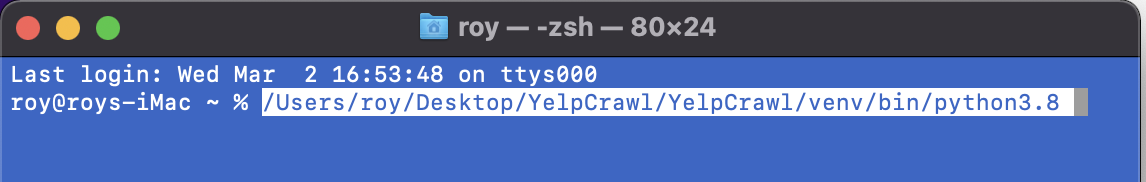 roy — -zsh — 80×24
Last login: Wed Mar  2 16:53:48 on ttys000
roy@roys-iMac ~ % /Users/roy/Desktop/YelpCrawl/YelpCrawl/venv/bin/python3.8